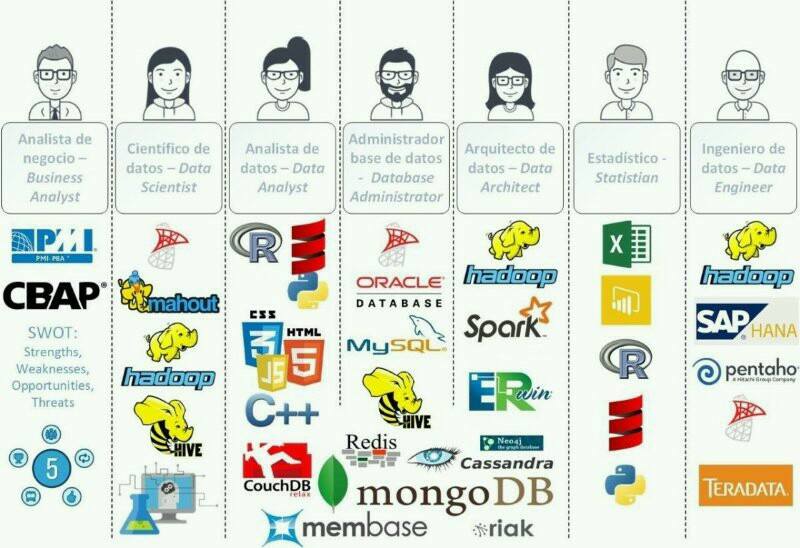 Analista de
negocio –
Business
Analyst
Científico de
datos – Data
Scientist
Analista de
datos – Data
Analyst
Administrador
base de datos
- Database
Administrator
Arquitecto de
datos – Data
Architect
Estadístico -
Statistian
Ingeniero de
datos – Data
Engineer
PMI
PMI-PBA
CBAP®
SWOT:
Strengths,
Weaknesses,
Opportunities,
Threats
5
mahout
hadoop
HIVE
R
CSS
3
HTML
5
JS
C++
ORACLE
DATABASE
MySQL®
HIVE
hadoop
Spark
ERwin
X
R
hadoop
SAP HANA
pentaho
A Hitachi Group Company
TERADATA
CouchDB
relax
Redis
Neo4j
the graph database
Cassandra
mongoDB
membase
riak